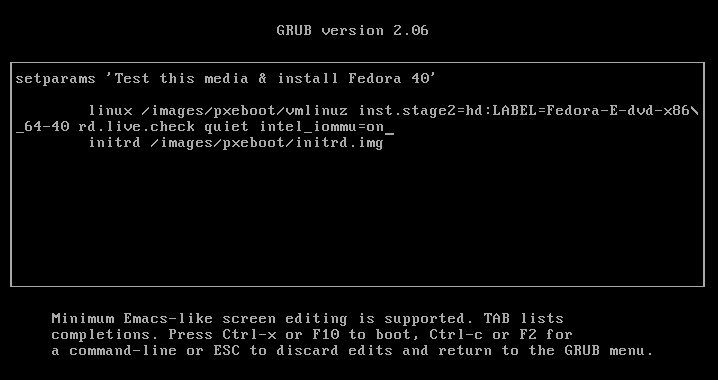 GRUB version 2.06
setparams 'Test this media & install Fedora 40'
linux /images/pxeboot/vmlinuz inst.stage2=hd:LABEL=Fedora-E-dvd-x86\
_64-40 rd.live.check quiet intel_iommu=on_
initrd /images/pxeboot/initrd.img
Minimum Emacs-like screen editing is supported. TAB lists
completions. Press Ctrl-x or F10 to boot, Ctrl-c or F2 for
a command-line or ESC to discard edits and return to the GRUB menu.